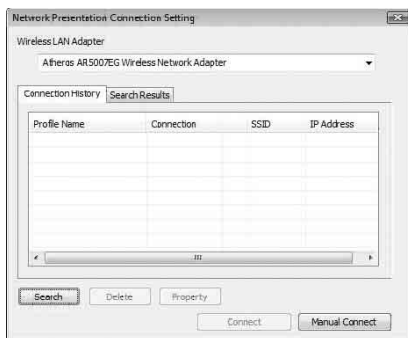 Network Presentation Connection Setting
Wireless LAN Adapter
Atheros AR5007EG Wireless Network Adapter
Connection History Search Results
Profile Name Connection SSID IP Address
Search Delete Property
Connect Manual Connect